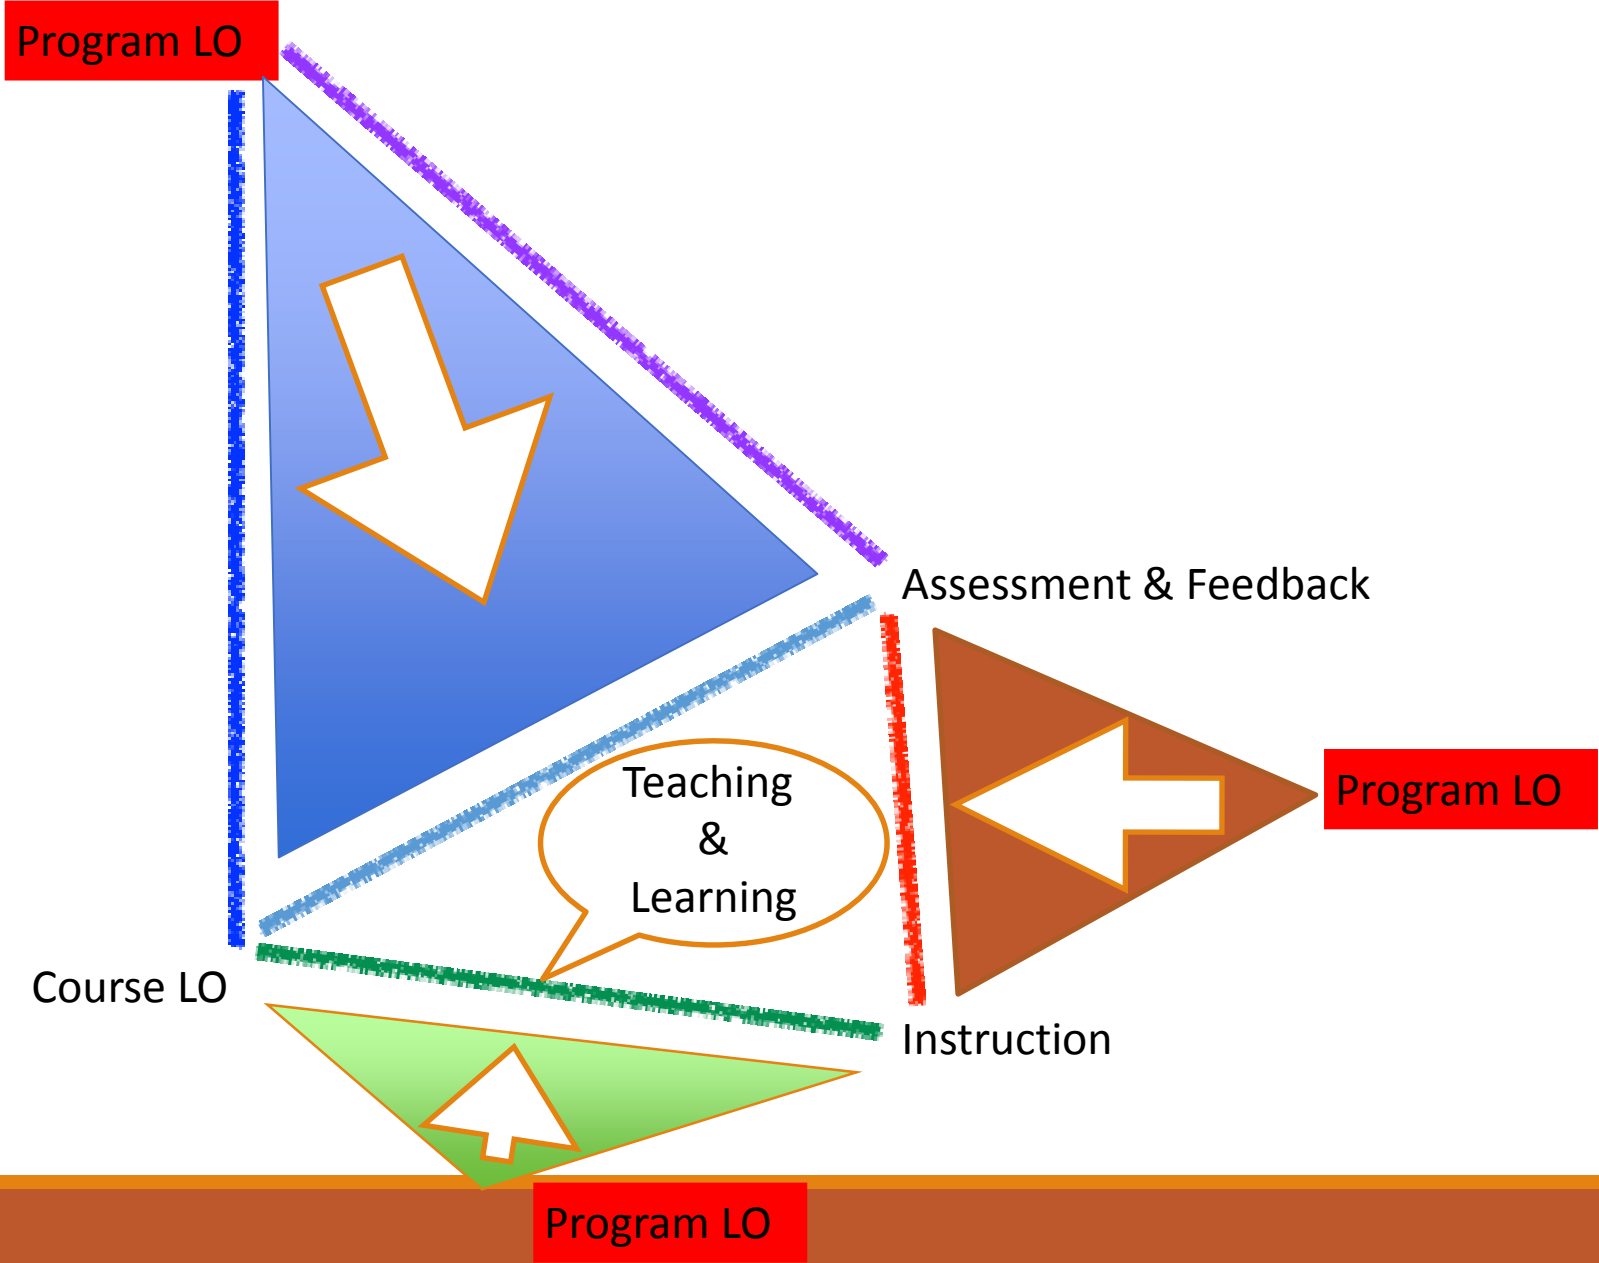 Program LO
Assessment & Feedback
Teaching
&
Learning
Program LO
Course LO
Instruction
Program LO